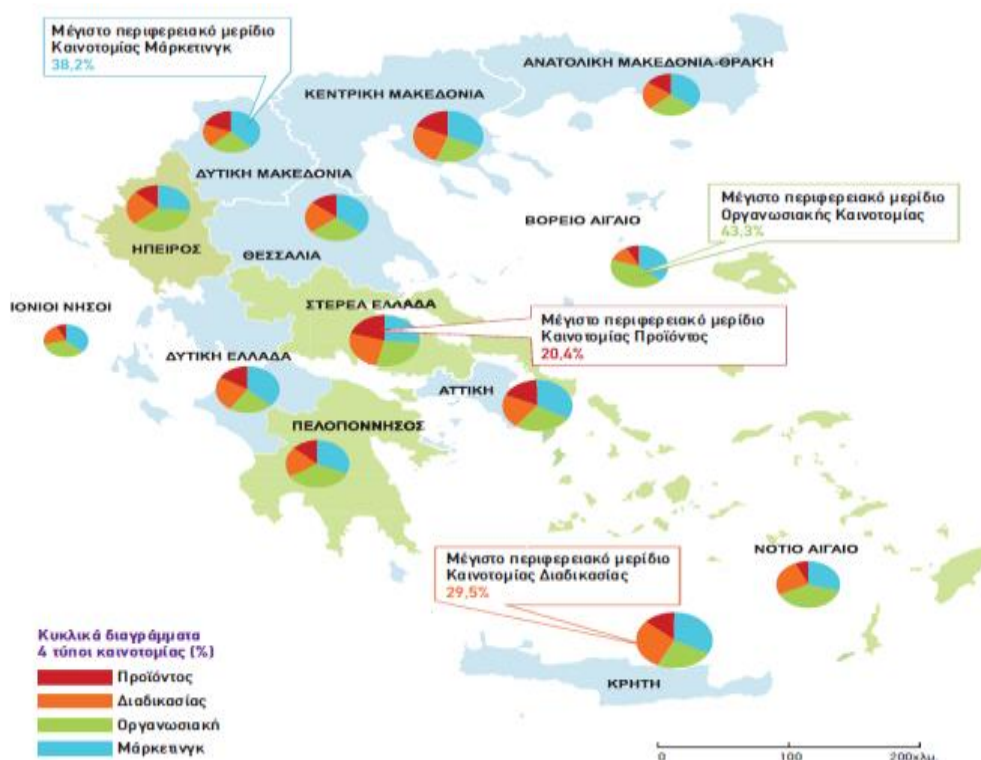 Μέγιστο περιφερειακό μερίδιο
Καινοτομίας Μάρκετινγκ
38,2%
ΑΝΑΤΟΛΙΚΗ ΜΑΚΕΔΟΝΙΑ-ΘΡΑΚΗ
ΚΕΝΤΡΙΚΗ ΜΑΚΕΔΟΝΙΑ
ΔΥΤΙΚΗ ΜΑΚΕΔΟΝΙΑ
Μέγιστο περιφερειακό μερίδιο
Οργανωσιακής Καινοτομίας
43,3%
ΒΟΡΕΙΟ ΑΙΓΑΙΟ
ΗΠΕΙΡΟΣ
ΘΕΣΣΑΛΙΑ
ΙΟΝΙΟΙ ΝΗΣΟΙ
ΣΤΕΡΕΑ ΕΛΛΑΔΑ
Μέγιστο περιφερειακό μερίδιο
Καινοτομίας Προϊόντος
20,4%
ΔΥΤΙΚΗ ΕΛΛΑΔΑ
ΑΤΤΙΚΗ
ΠΕΛΟΠΟΝΝΗΣΟΣ
ΝΟΤΙΟ ΑΙΓΑΙΟ
Μέγιστο περιφερειακό μερίδιο
Καινοτομίας Διαδικασίας
29,5%
ΚΡΗΤΗ
Κυκλικά διαγράμματα
4 τύποι καινοτομίας (%)
Προϊόντος
Διαδικασίας
Οργανωσιακή
Μάρκετινγκ
0 100 200χλμ.